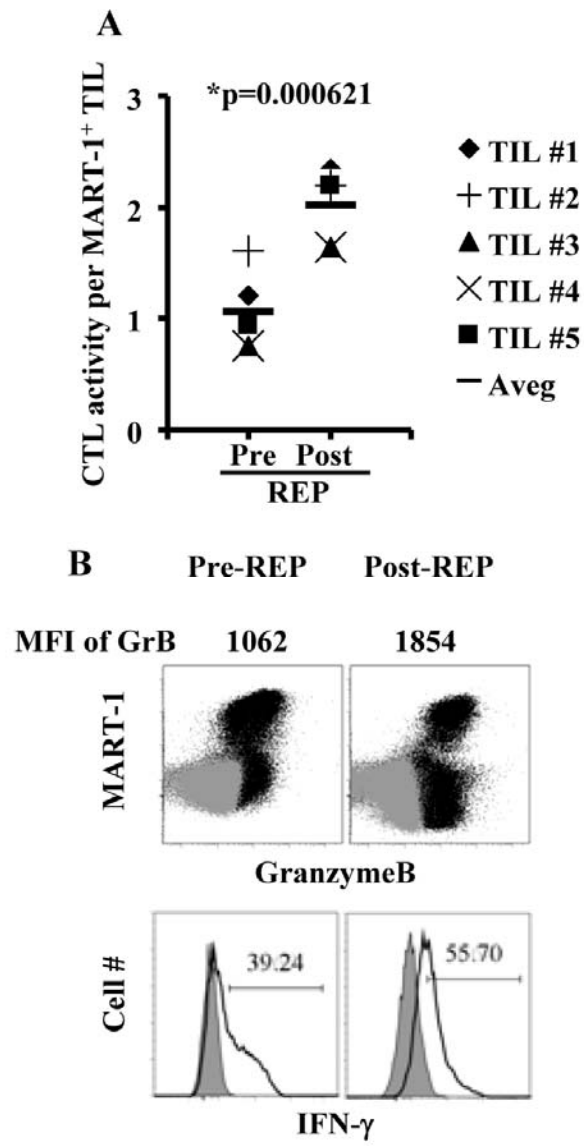 A
*p=0.000621
CTL activity per MART-1⁺ TIL
3
2
1
0
Pre Post
REP
TIL #1
TIL #2
TIL #3
TIL #4
TIL #5
Aveg
B
Pre-REP Post-REP
MFI of GrB 1062 1854
MART-1
GranzymeB
Cell #
39.24 55.70
IFN-γ